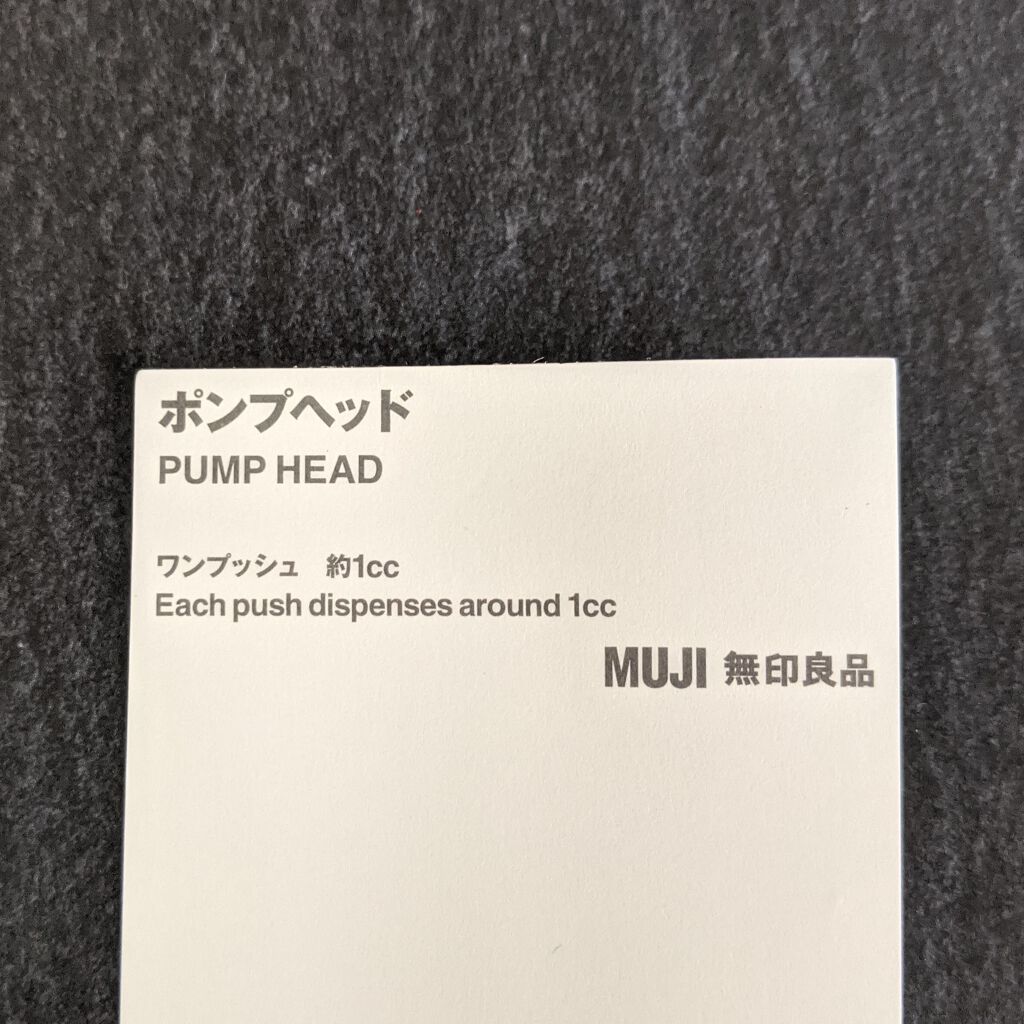 ポンプヘッド
PUMP HEAD
ワンプッシュ　約1cc
Each push dispenses around 1cc
MUJI 無印良品